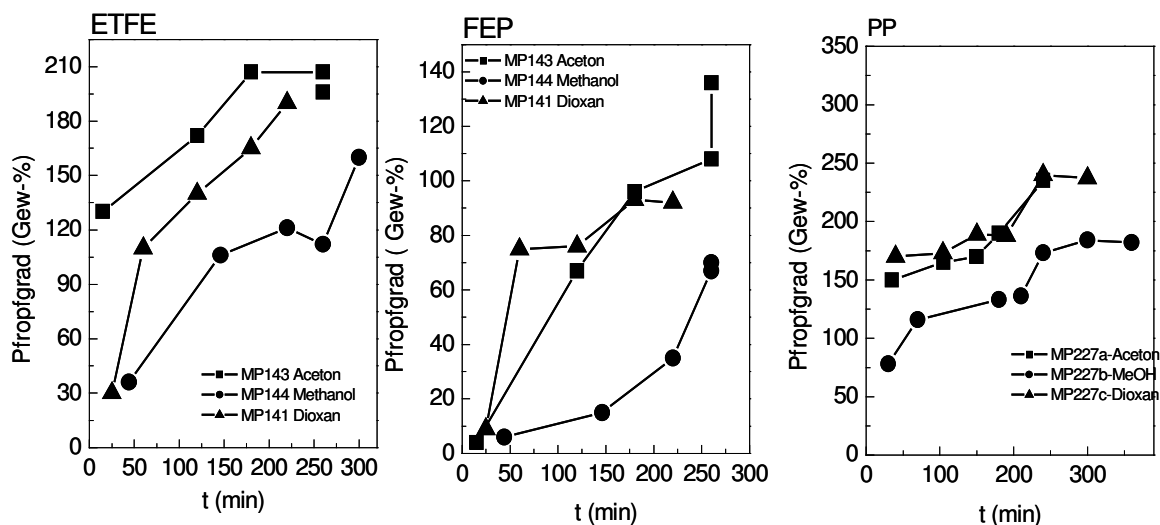 ETFE
210
180
150
120
90
60
30
0
Pfropfgrad (Gew-%)
MP143 Aceton
MP144 Methanol
MP141 Dioxan
0 50 100 150 200 250 300
t (min)
FEP
140
120
100
80
60
40
20
0
Pfropfgrad ( Gew-%)
MP143 Aceton
MP144 Methanol
MP141 Dioxan
0 50 100 150 200 250 300
t (min)
PP
350
300
250
200
150
100
50
0
Pfropfgrad (Gew-%)
MP227a-Aceton
MP227b-MeOH
MP227c-Dioxan
0 100 200 300
t (min)